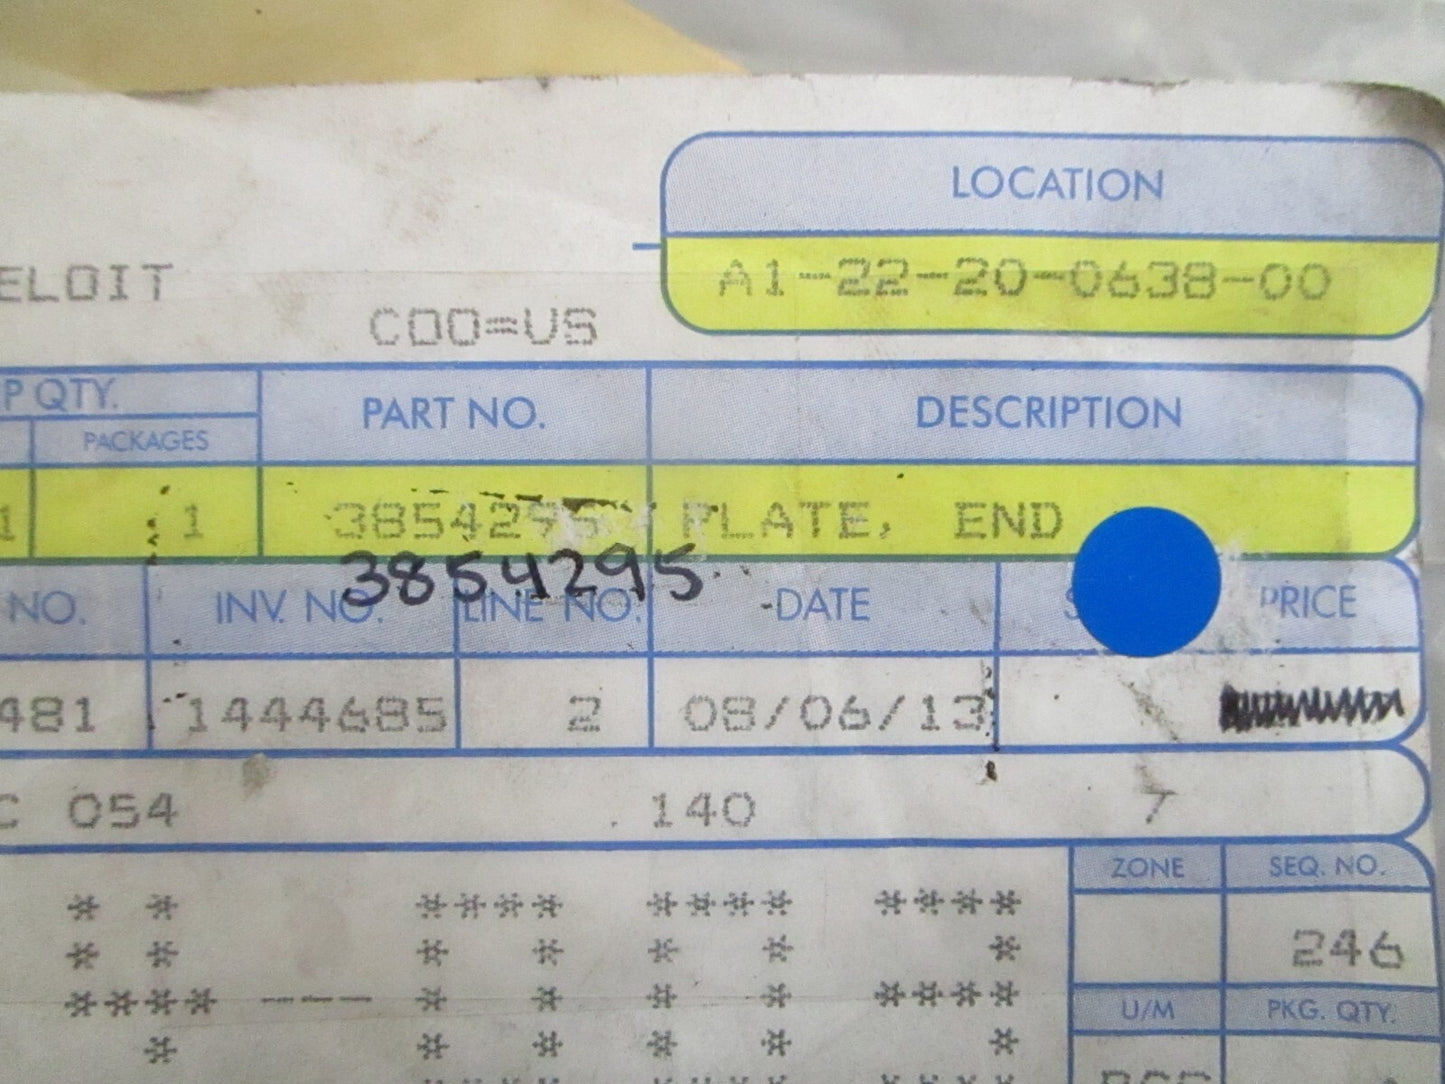 LOCATION
A1-22-20-0638-00
ELOIT
COO=US
P QTY. PART NO. DESCRIPTION
PACKAGES
1 1 3854295 PLATE, END
3854295
NO. INV. NO. LINE NO. DATE PRICE
481 1444685 2 08/06/13
C 054 .140 7
ZONE SEQ. NO.
246
U/M PKG. QTY.